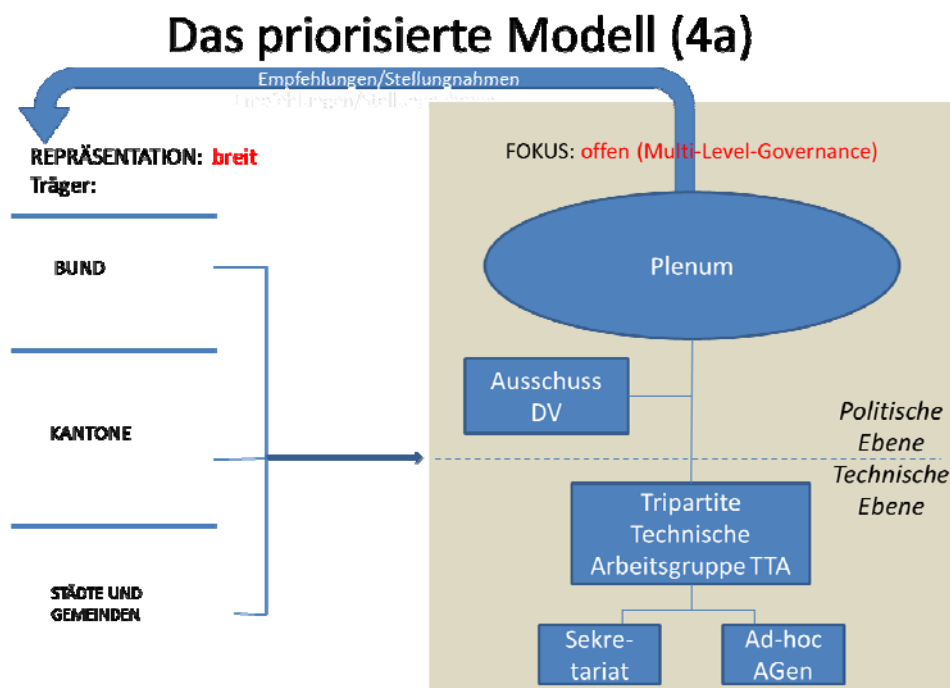 Das priorisierte Modell (4a)
Empfehlungen/Stellungnahmen
REPRÄSENTATION: breit
Träger:
BUND
KANTONE
STÄDTE UND
GEMEINDEN
FOKUS: offen (Multi-Level-Governance)
Plenum
Ausschuss
DV
Politische
Ebene
Technische
Ebene
Tripartite
Technische
Arbeitsgruppe TTA
Sekre-
tariat
Ad-hoc
AGen